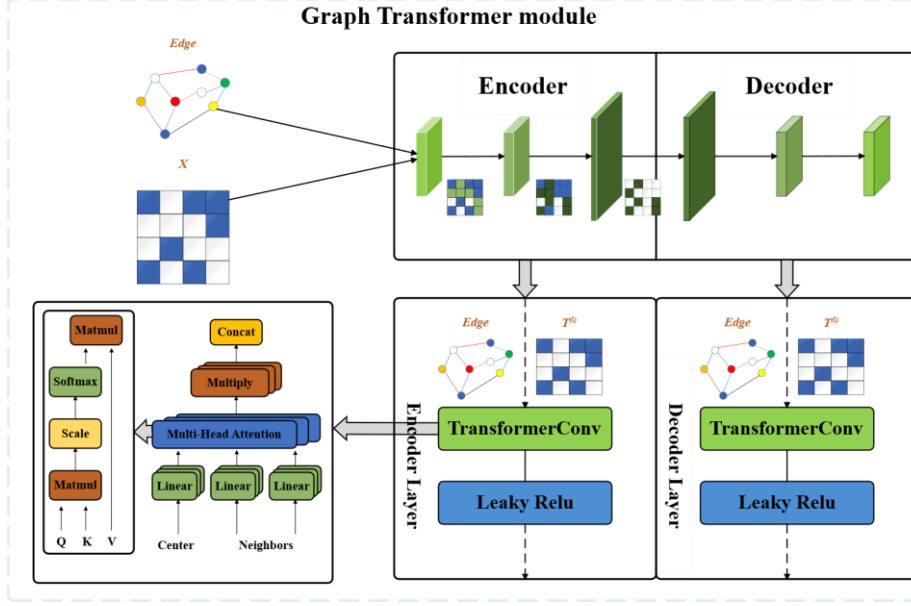 Graph Transformer module
Edge
X
Encoder
Decoder
Matmul
Softmax
Scale
Matmul
Q K V
Concat
Multiply
Multi-Head Attention
Linear Linear Linear
Center Neighbors
Edge
Encoder Layer
TransformerConv
Leaky Relu
Edge
Decoder Layer
TransformerConv
Leaky Relu